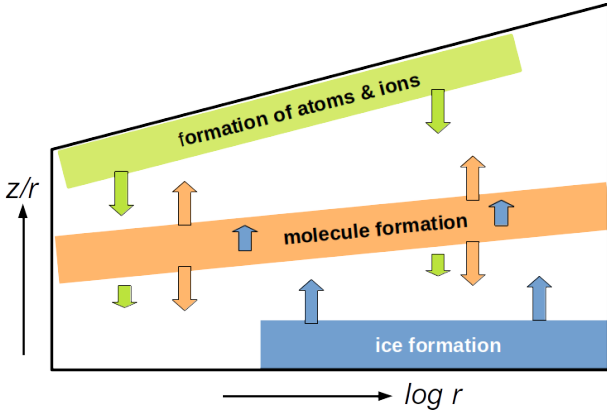 formation of atoms & ions
z/r
molecule formation
ice formation
log r